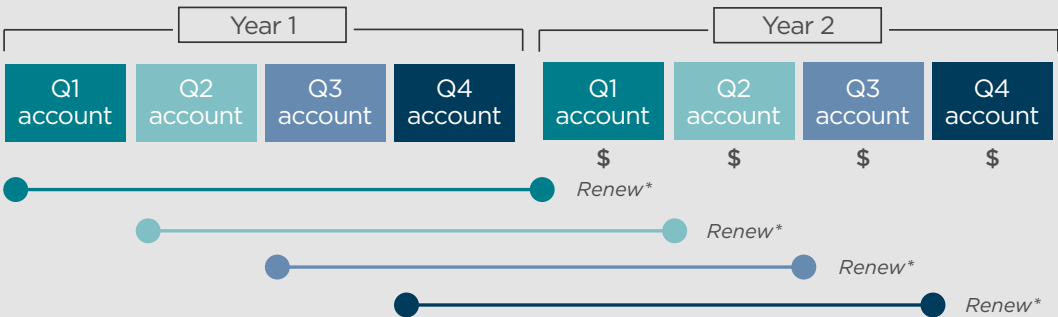 Year 1
Year 2
Q1
account
Q2
account
Q3
account
Q4
account
Q1
account
Q2
account
Q3
account
Q4
account
$
$
$
$
Renew*
Renew*
Renew*
Renew*